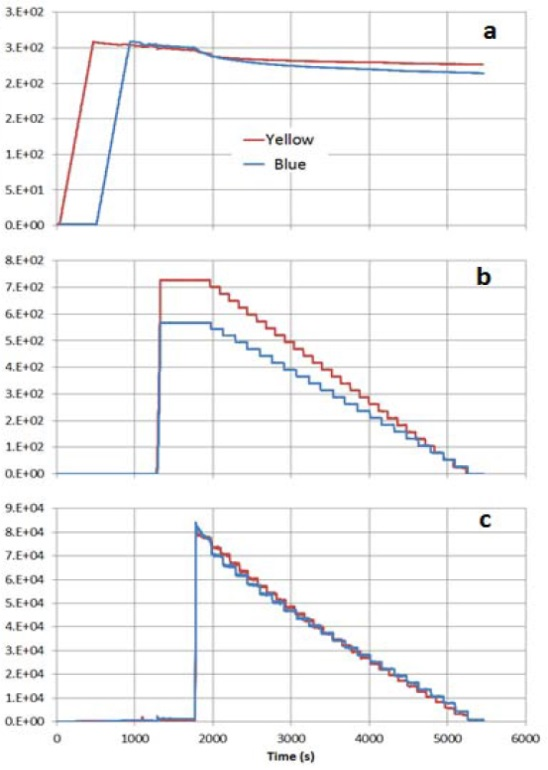 3.E+02
a
3.E+02
2.E+02
2.E+02
Yellow
1.E+02
Blue
5.E+01
0.E+00
8.E+02
b
7.E+02
6.E+02
5.E+02
4.E+02
3.E+02
2.E+02
1.E+02
0.E+00
9.E+04
c
8.E+04
7.E+04
6.E+04
5.E+04
4.E+04
3.E+04
2.E+04
1.E+04
0.E+00
0 1000 2000 3000 4000 5000 6000
Time (s)